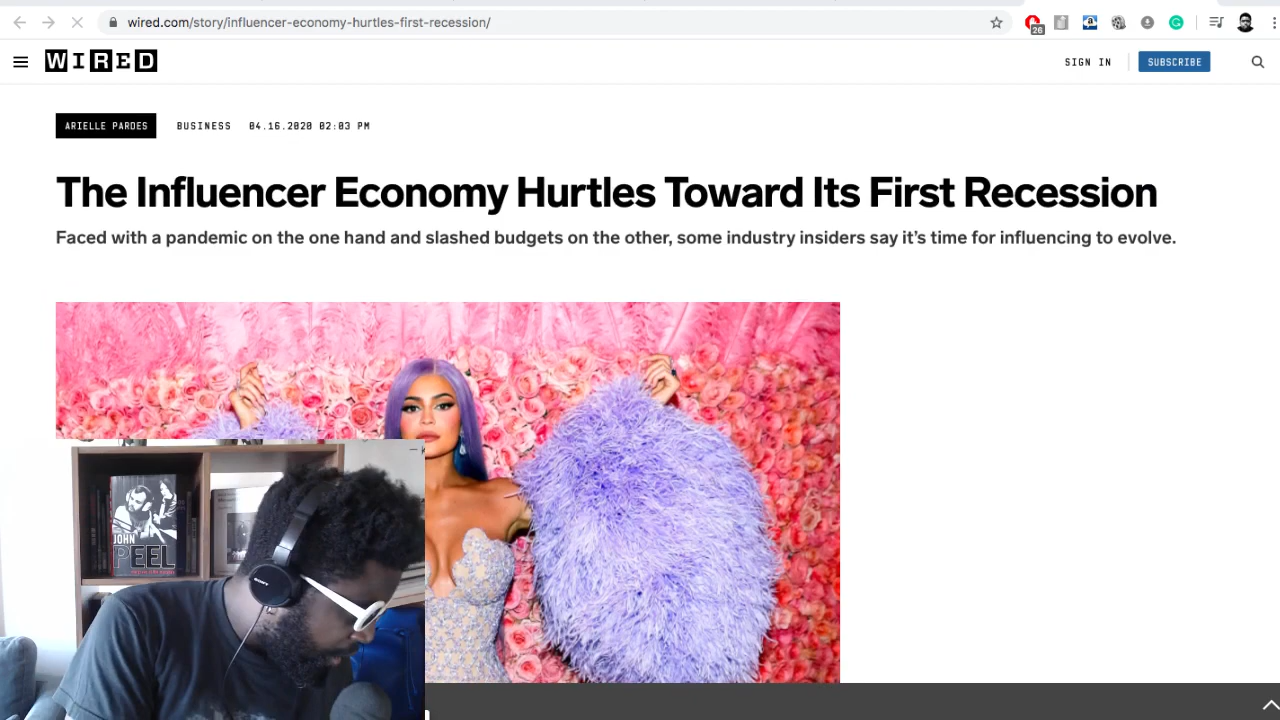 wired.com/story/influencer-economy-hurtles-first-recession/
26
WIRED
SIGN IN
SUBSCRIBE
ARIELLE PARDES BUSINESS 04.16.2020 02:03 PM
The Influencer Economy Hurtles Toward Its First Recession
Faced with a pandemic on the one hand and slashed budgets on the other, some industry insiders say it’s time for influencing to evolve.
JOHN
PEEL
SONY